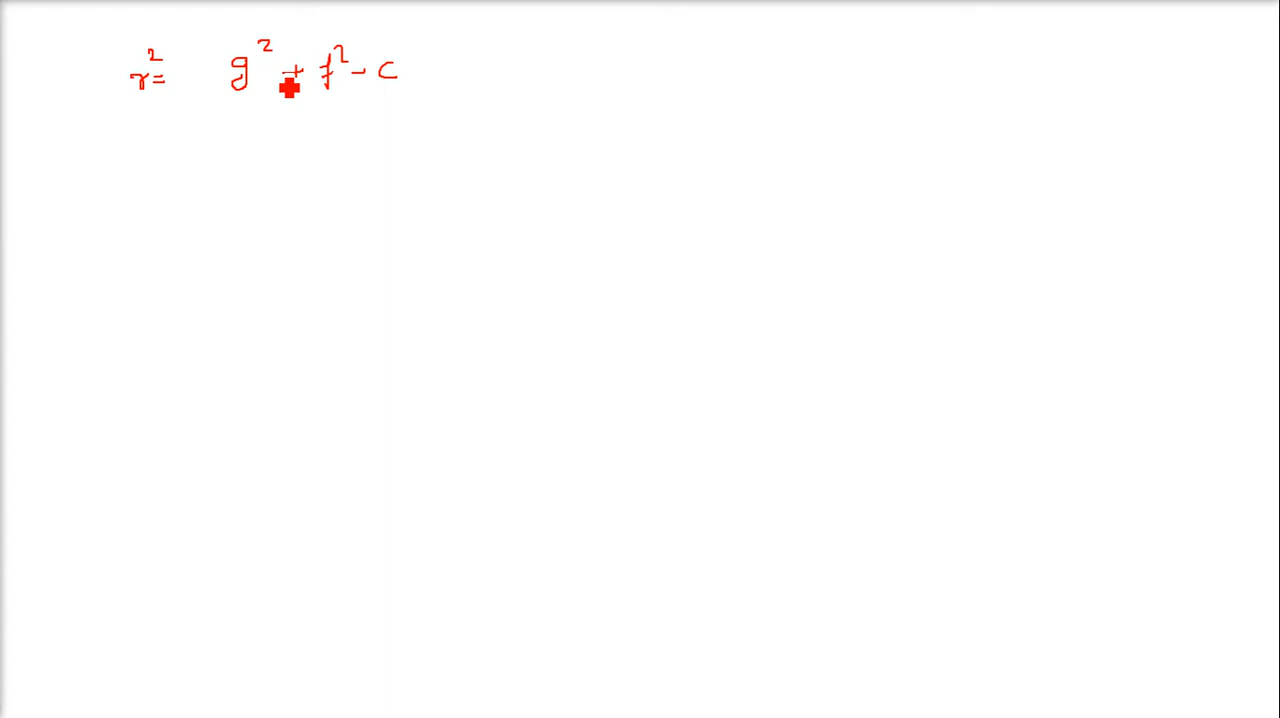 r² = g² + f² - c